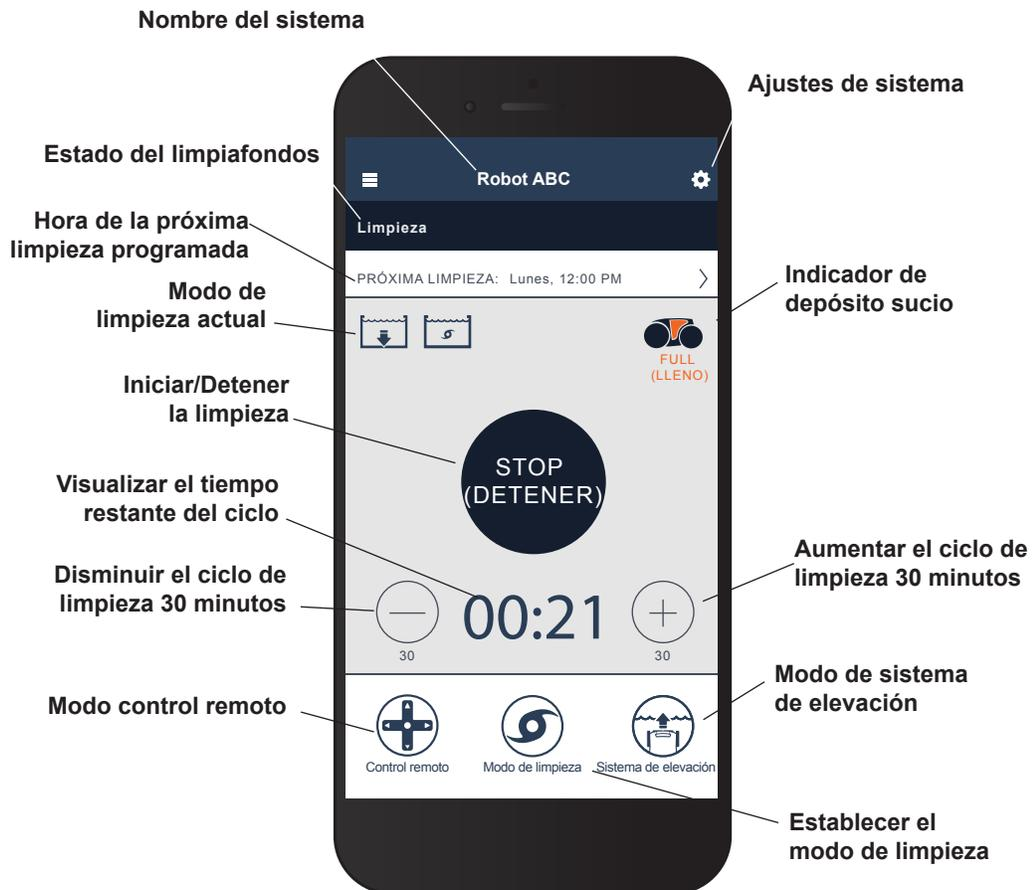 Nombre del sistema
Ajustes de sistema
Estado del limpiafondos
Robot ABC
Hora de la próxima
limpieza programada
Limpieza
PRÓXIMA LIMPIEZA: Lunes, 12:00 PM
Modo de
limpieza actual
Indicador de
depósito sucio
FULL
(LLENO)
Iniciar/Detener
la limpieza
STOP
(DETENER)
Visualizar el tiempo
restante del ciclo
Disminuir el ciclo de
limpieza 30 minutos
00:21
Aumentar el ciclo de
limpieza 30 minutos
30
30
Modo control remoto
Modo de sistema
de elevación
Control remoto
Modo de limpieza
Sistema de elevación
Establecer el
modo de limpieza